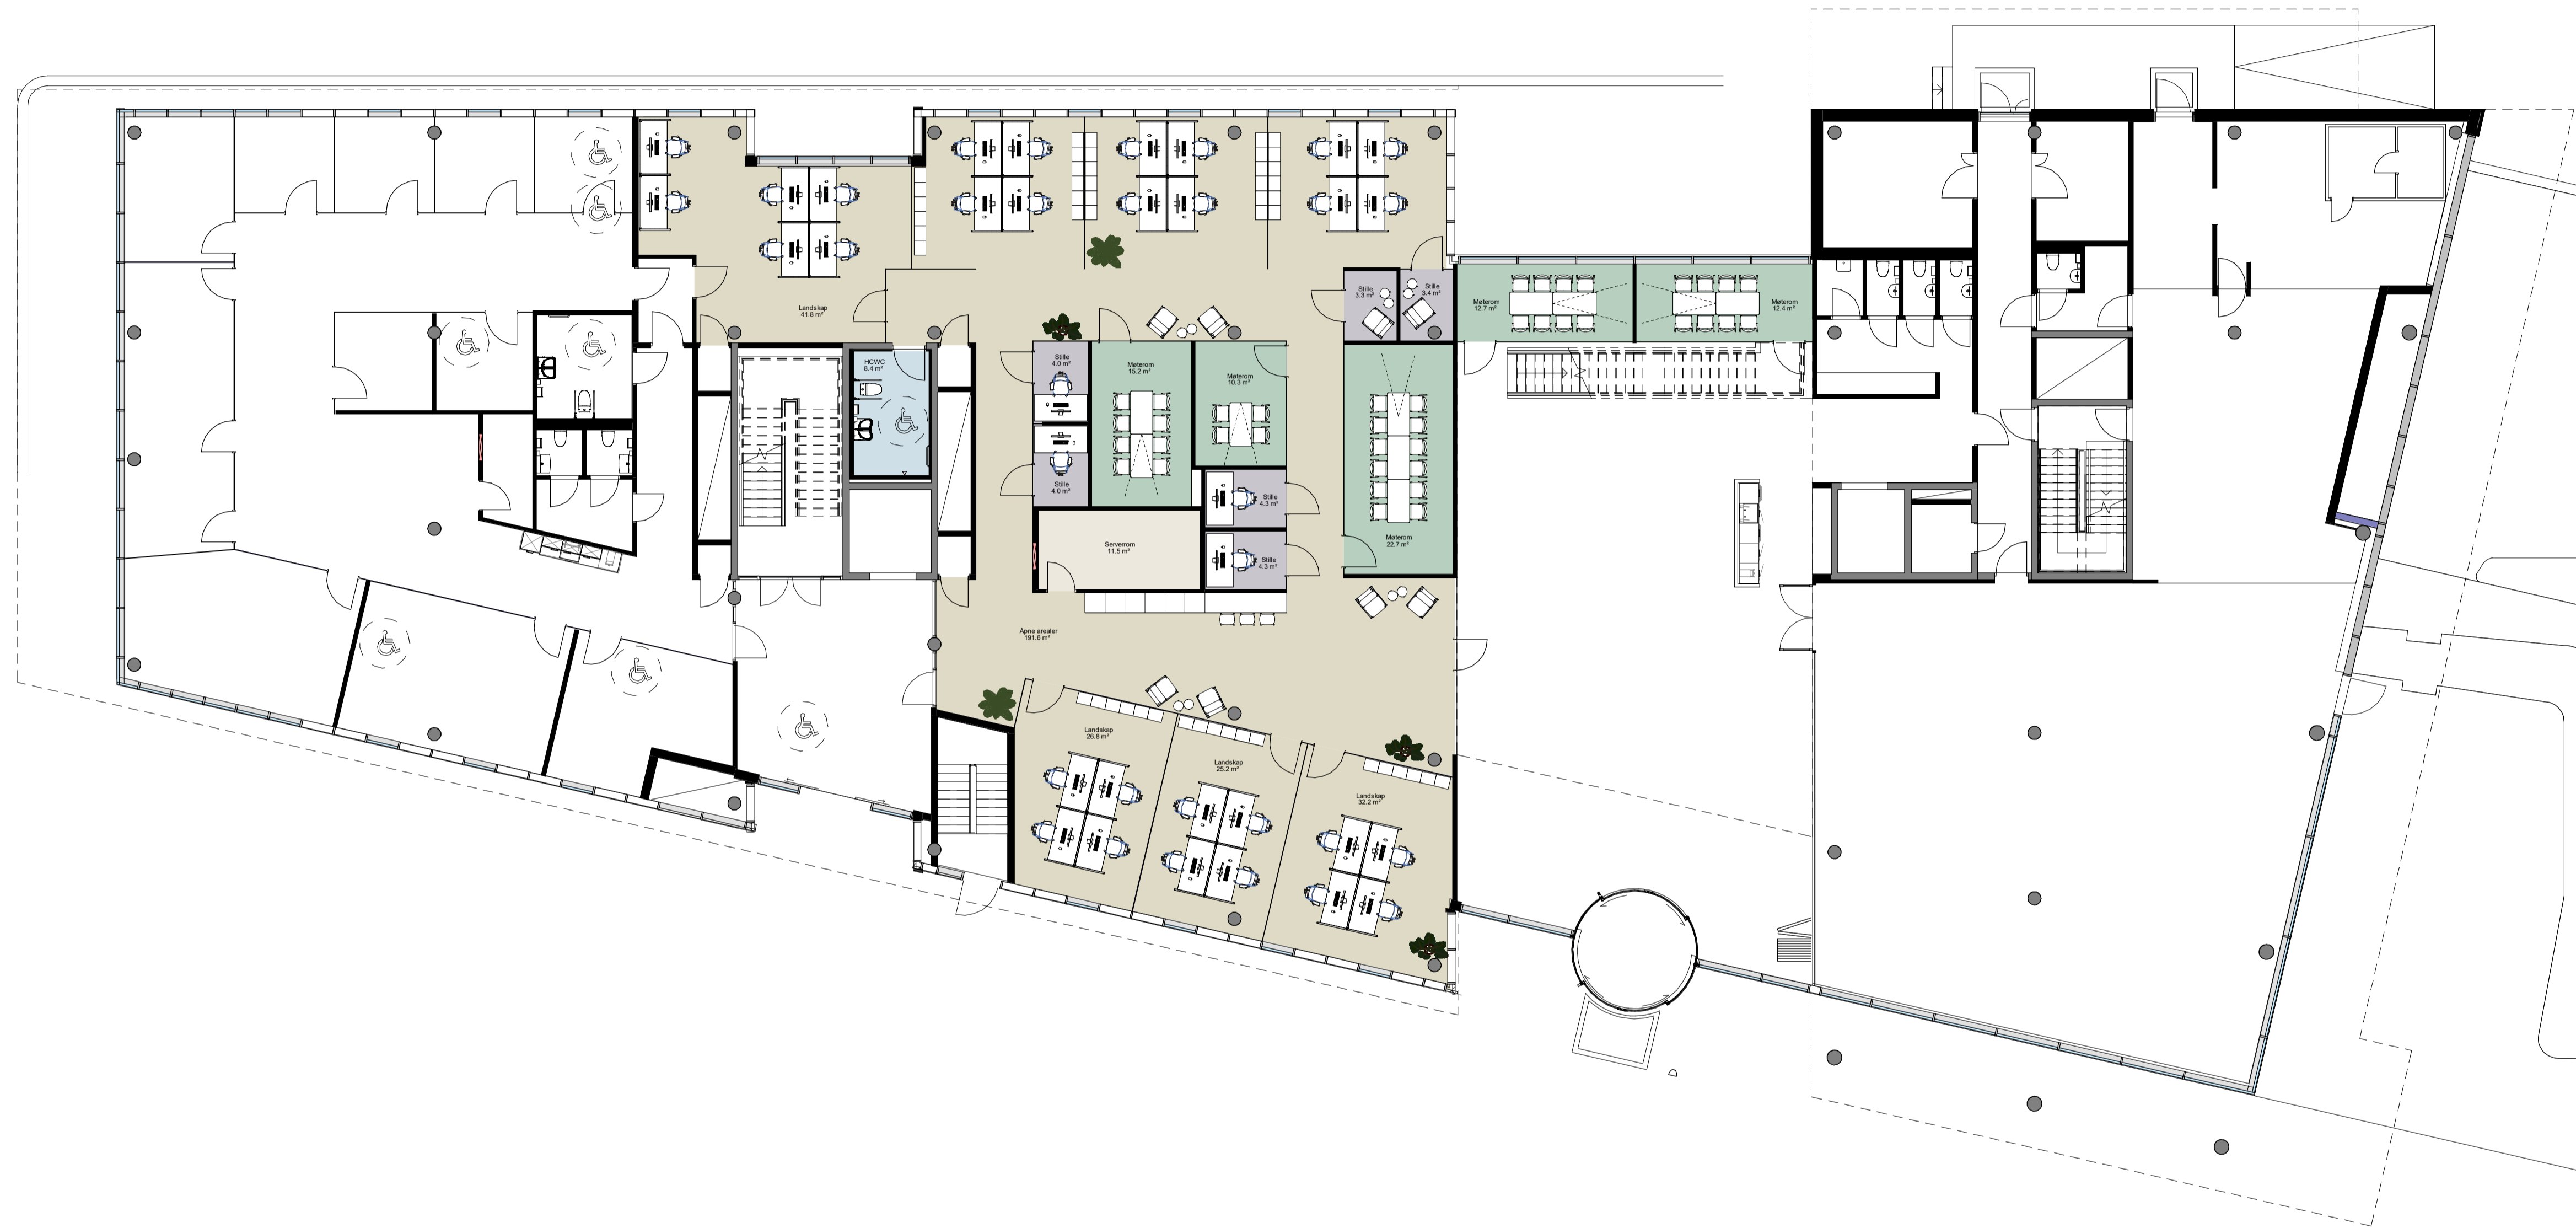 Landskap
41.8 m²
Stille
3.3 m²
Stille
3.4 m²
Møterom
12.7 m²
Møterom
12.4 m²
HCWC
8.4 m²
Stille
4.0 m²
Møterom
15.2 m²
Møterom
10.3 m²
Stille
4.0 m²
Stille
4.3 m²
Serverrom
11.5 m²
Stille
4.3 m²
Møterom
22.7 m²
Åpne arealer
191.6 m²
Landskap
26.8 m²
Landskap
25.2 m²
Landskap
32.2 m²